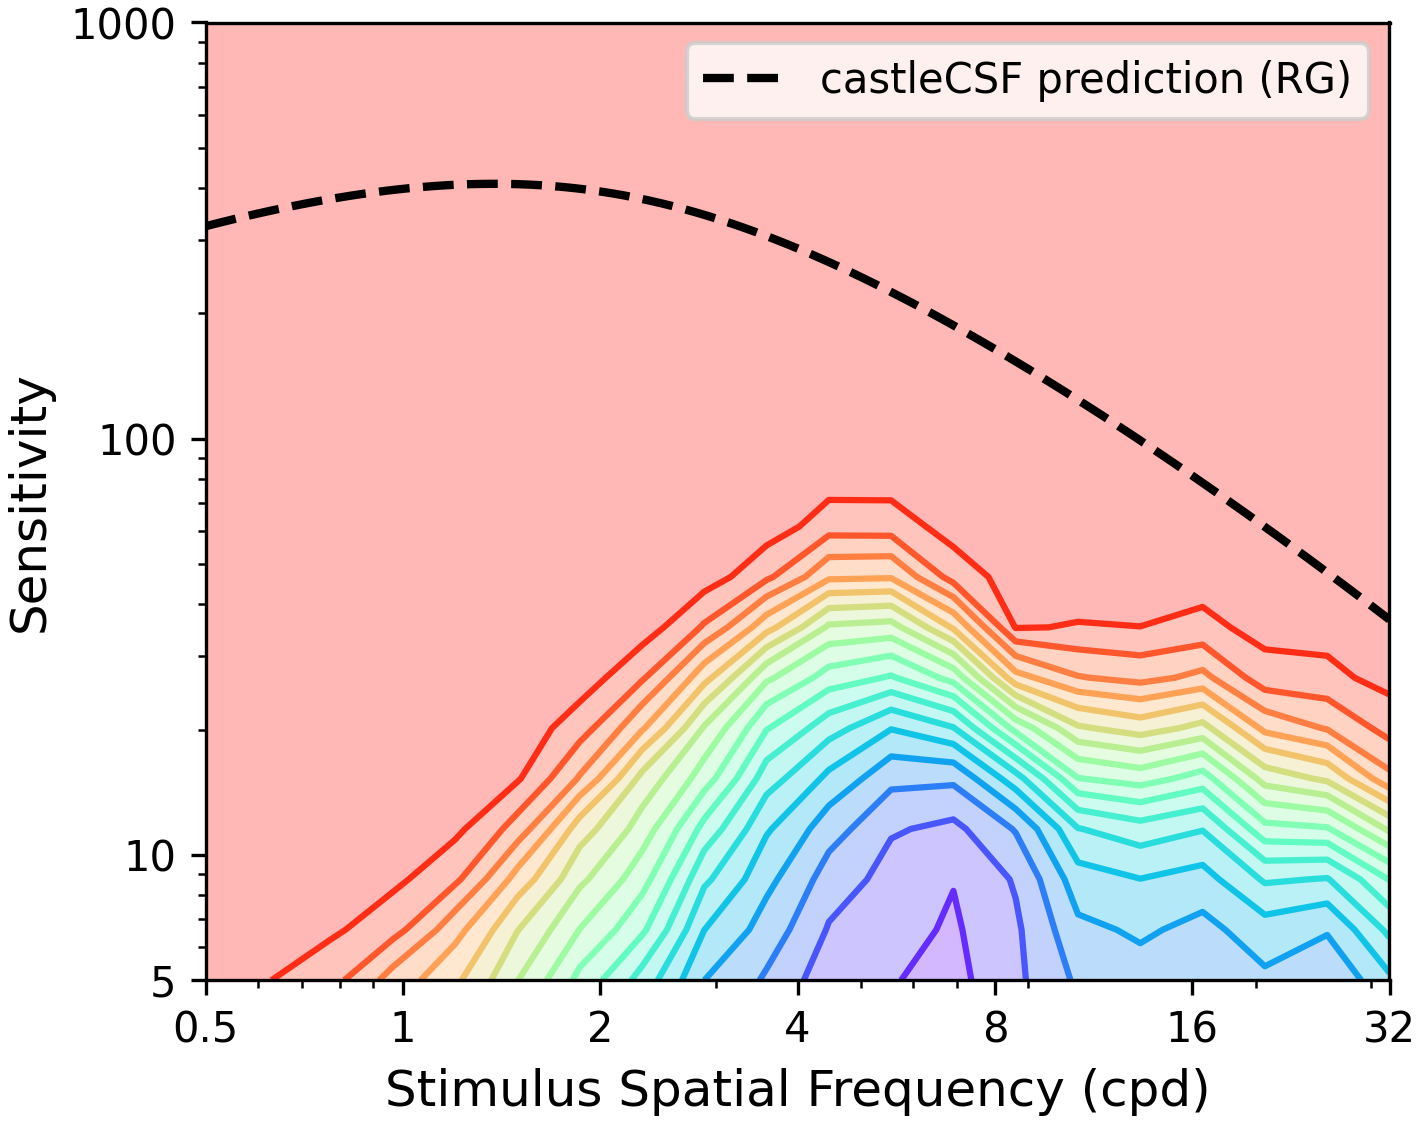 1000
castleCSF prediction (RG)
100
10
5
Sensitivity
0.5 1 2 4 8 16 32
Stimulus Spatial Frequency (cpd)